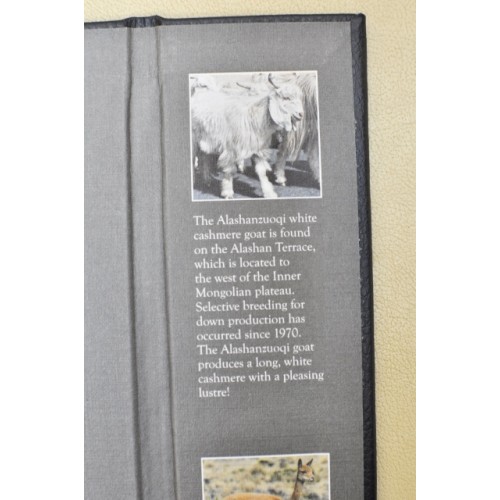 The Alashanzuoqi white
cashmere goat is found
on the Alashan Terrace,
which is located to
the west of the Inner
Mongolian plateau.
Selective breeding for
down production has
occurred since 1970.
The Alashanzuoqi goat
produces a long, white
cashmere with a pleasing
lustre!